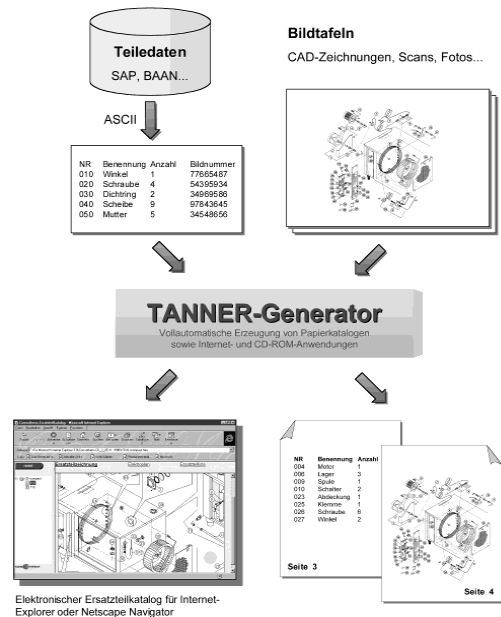 Teiledaten
SAP, BAAN...
ASCII
Bildtafeln
CAD-Zeichnungen, Scans, Fotos...
NR Benennung Anzahl Bildnummer
010 Winkel 1 77665487
020 Schraube 4 54395934
030 Dichtring 2 34969586
040 Scheibe 9 97843645
050 Mutter 5 34548656
TANNER-Generator
Vollautomatische Erzeugung von Papierkatalogen
sowie Internet- und CD-ROM-Anwendungen
Ersatzteilzeichnung
NR Benennung Anzahl
004 Motor 1
006 Lager 3
009 Spule 1
010 Schalter 2
023 Abdeckung 1
025 Klemme 1
026 Schraube 6
027 Winkel 2
Seite 3
Seite 4
Elektronischer Ersatzteilkatalog für Internet-
Explorer oder Netscape Navigator